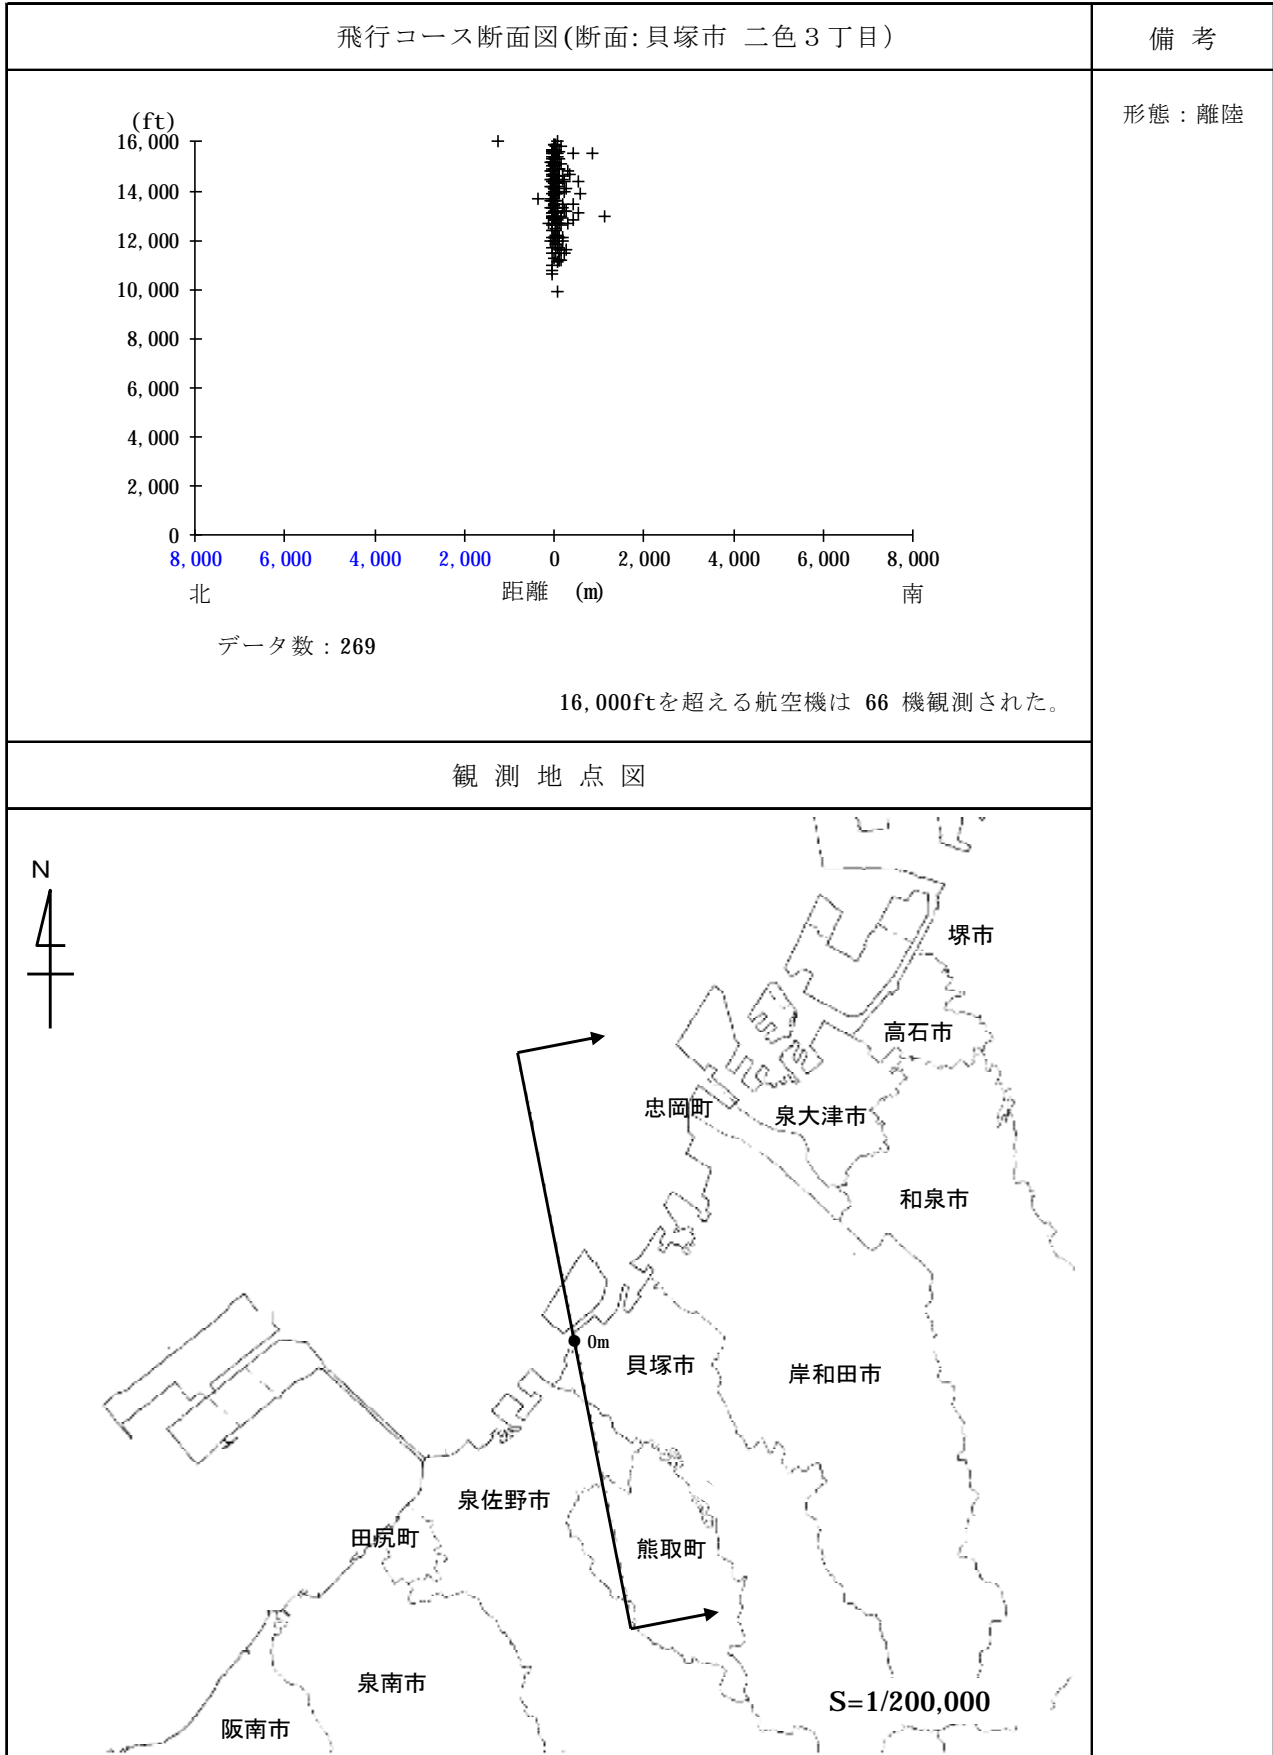 飛行コース断面図(断面:貝塚市 二色３丁目)
備 考
形態：離陸
(ft)
16,000
14,000
12,000
10,000
8,000
6,000
4,000
2,000
0
8,000 6,000 4,000 2,000 0 2,000 4,000 6,000 8,000
北 距離 (m) 南
データ数：269
16,000ftを超える航空機は 66 機観測された。
観 測 地 点 図
N
堺市
高石市
忠岡町
泉大津市
和泉市
0m
貝塚市
岸和田市
泉佐野市
田尻町
熊取町
泉南市
S=1/200,000
阪南市